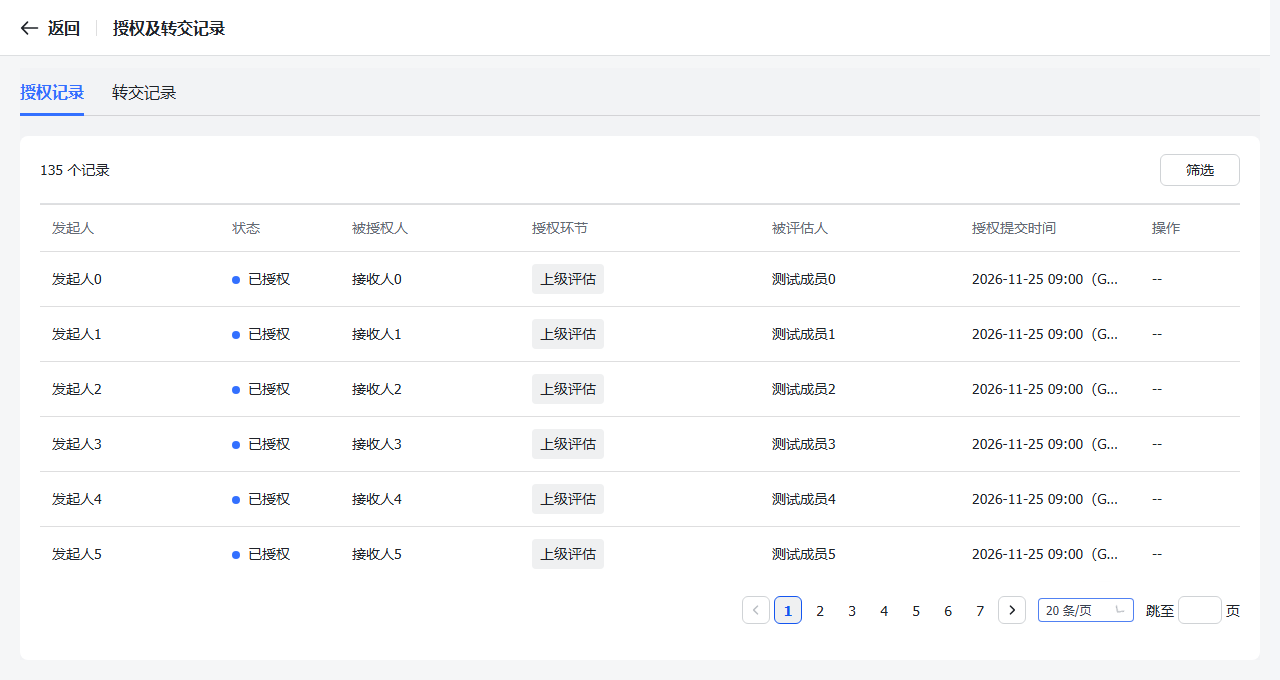 返回 授权及转交记录
授权记录 转交记录
135 个记录 筛选
发起人 状态 被授权人 授权环节 被评估人 授权提交时间 操作
发起人0 已授权 接收人0 上级评估 测试成员0 2026-11-25 09:00（G... --
发起人1 已授权 接收人1 上级评估 测试成员1 2026-11-25 09:00（G... --
发起人2 已授权 接收人2 上级评估 测试成员2 2026-11-25 09:00（G... --
发起人3 已授权 接收人3 上级评估 测试成员3 2026-11-25 09:00（G... --
发起人4 已授权 接收人4 上级评估 测试成员4 2026-11-25 09:00（G... --
发起人5 已授权 接收人5 上级评估 测试成员5 2026-11-25 09:00（G... --
1 2 3 4 5 6 7 20 条/页 跳至 页